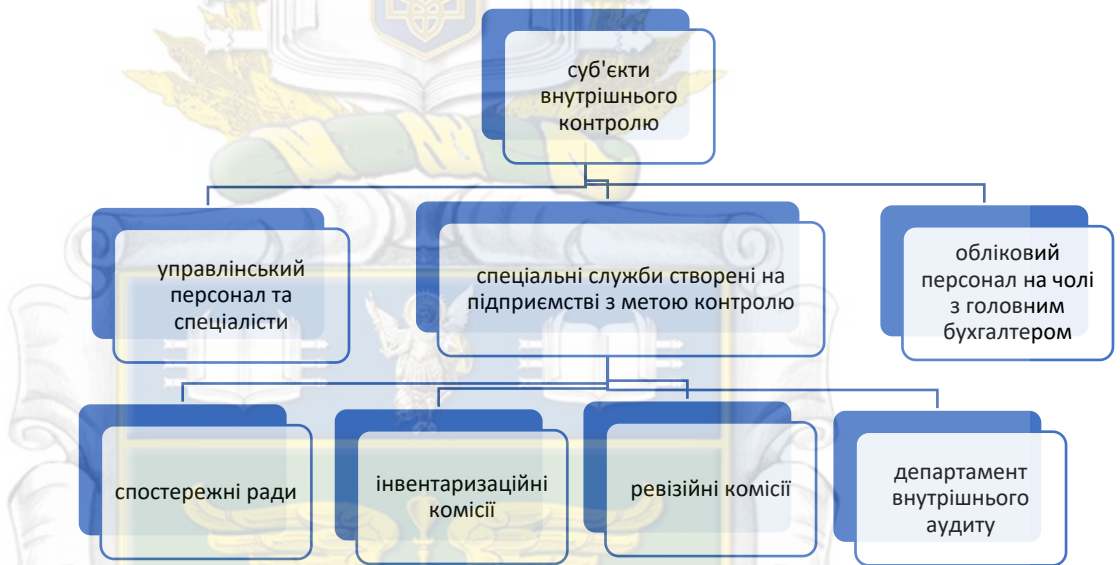 суб'єкти
внутрішнього
контролю
управлінський
персонал та
спеціалісти
спеціальні служби створені на
підприємстві з метою контролю
обліковий
персонал на чолі
з головним
бухгалтером
спостережні ради
інвентаризаційні
комісії
ревізійні комісії
департамент
внутрішнього
аудиту